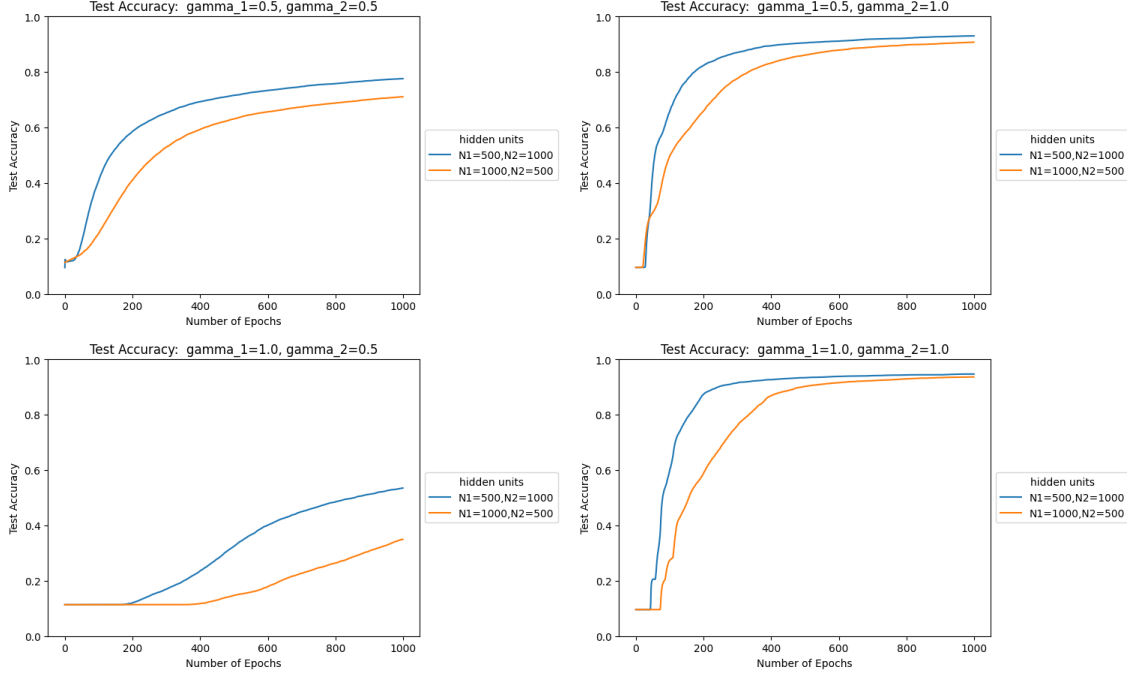 Test Accuracy:  gamma_1=0.5, gamma_2=0.5
1.0
0.8
0.6
0.4
0.2
0.0
Test Accuracy
0
200
400
600
800
1000
Number of Epochs
hidden units
N1=500,N2=1000
N1=1000,N2=500
Test Accuracy:  gamma_1=0.5, gamma_2=1.0
1.0
0.8
0.6
0.4
0.2
0.0
Test Accuracy
0
200
400
600
800
1000
Number of Epochs
hidden units
N1=500,N2=1000
N1=1000,N2=500
Test Accuracy:  gamma_1=1.0, gamma_2=0.5
1.0
0.8
0.6
0.4
0.2
0.0
Test Accuracy
0
200
400
600
800
1000
Number of Epochs
hidden units
N1=500,N2=1000
N1=1000,N2=500
Test Accuracy:  gamma_1=1.0, gamma_2=1.0
1.0
0.8
0.6
0.4
0.2
0.0
Test Accuracy
0
200
400
600
800
1000
Number of Epochs
hidden units
N1=500,N2=1000
N1=1000,N2=500